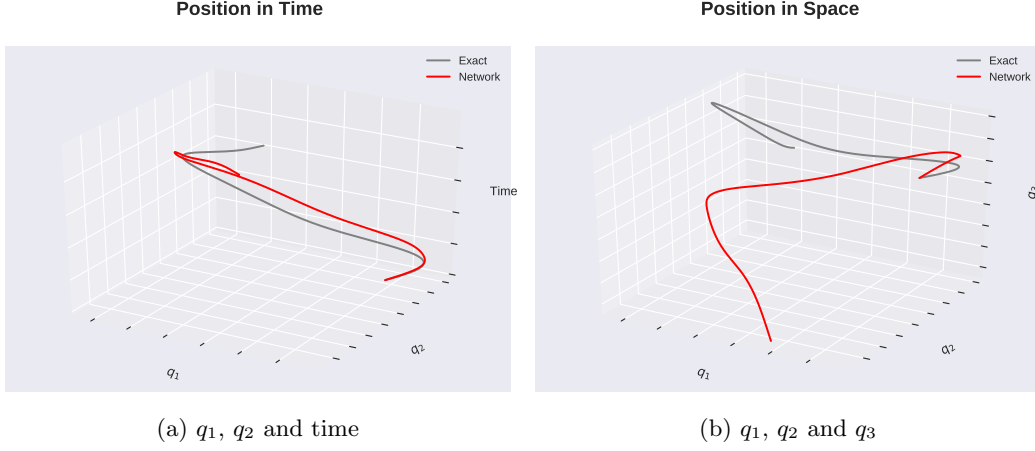 Position in Time
Exact
Network
Time
q₂
q₁
(a) q₁, q₂ and time
Position in Space
Exact
Network
q₂
q₁
(b) q₁, q₂ and q₃